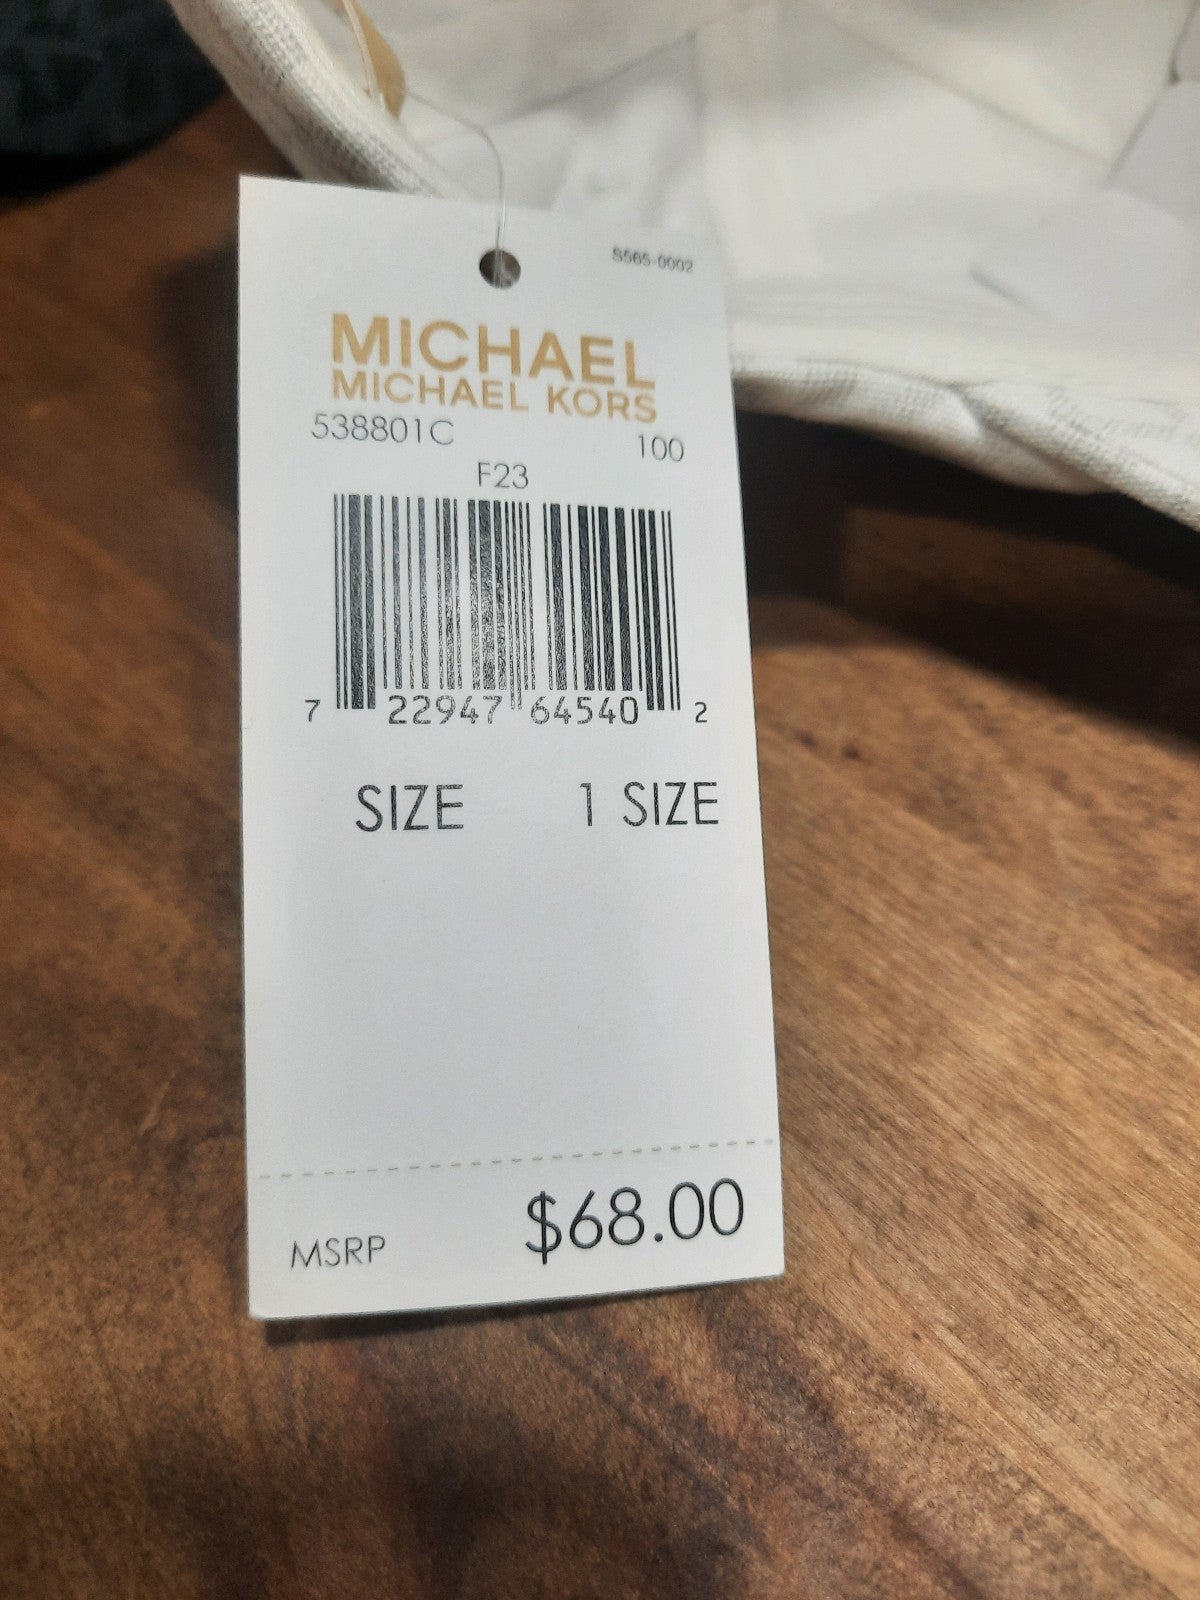 S565-0002
MICHAEL
MICHAEL KORS
538801C 100
F23
7 22947 64540 2
SIZE 1 SIZE
MSRP $68.00